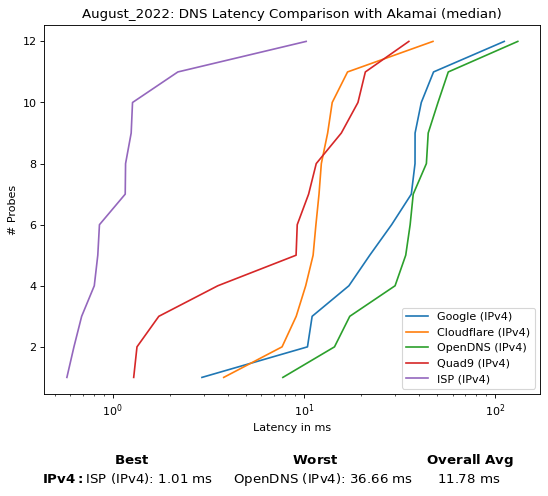 August_2022: DNS Latency Comparison with Akamai (median)
12
10
8
6
4
2
# Probes
Google (IPv4)
Cloudflare (IPv4)
OpenDNS (IPv4)
Quad9 (IPv4)
ISP (IPv4)
10⁰ 10¹ 10²
Latency in ms
Best Worst Overall Avg
IPv4: ISP (IPv4): 1.01 ms OpenDNS (IPv4): 36.66 ms 11.78 ms